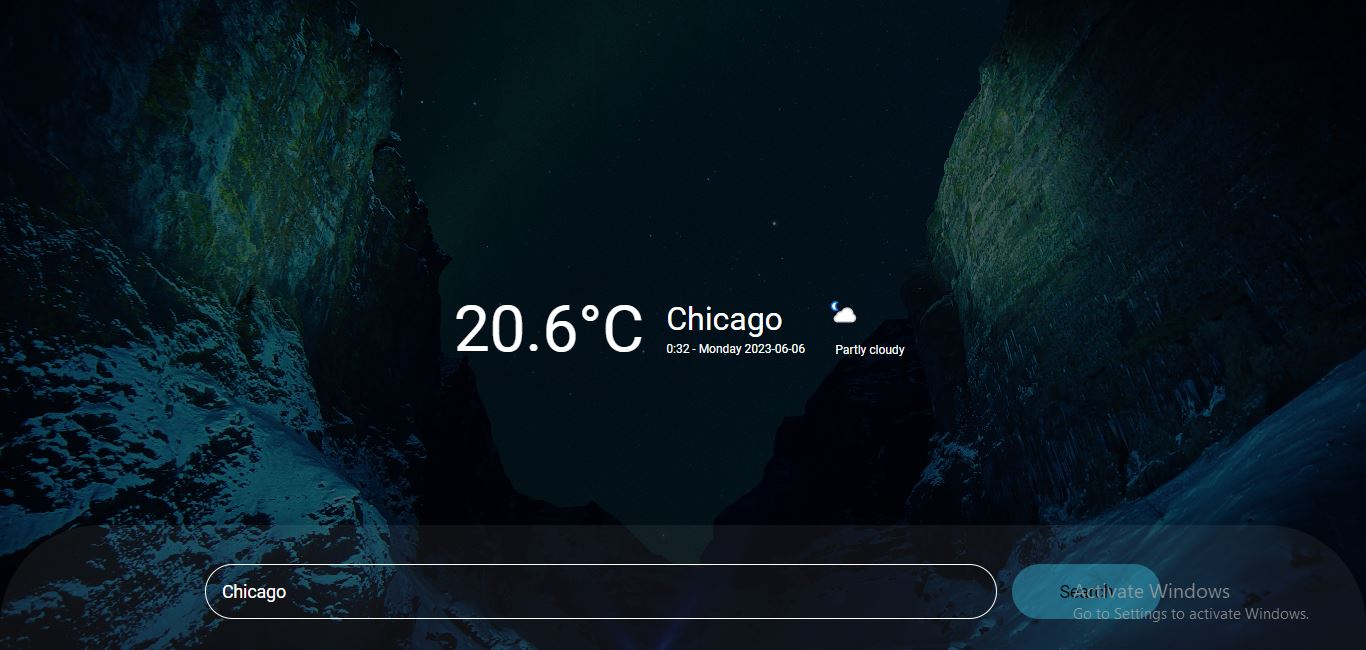 20.6°C
Chicago
0:32 - Monday 2023-06-06
Partly cloudy
Chicago
Search
Activate Windows
Go to Settings to activate Windows.